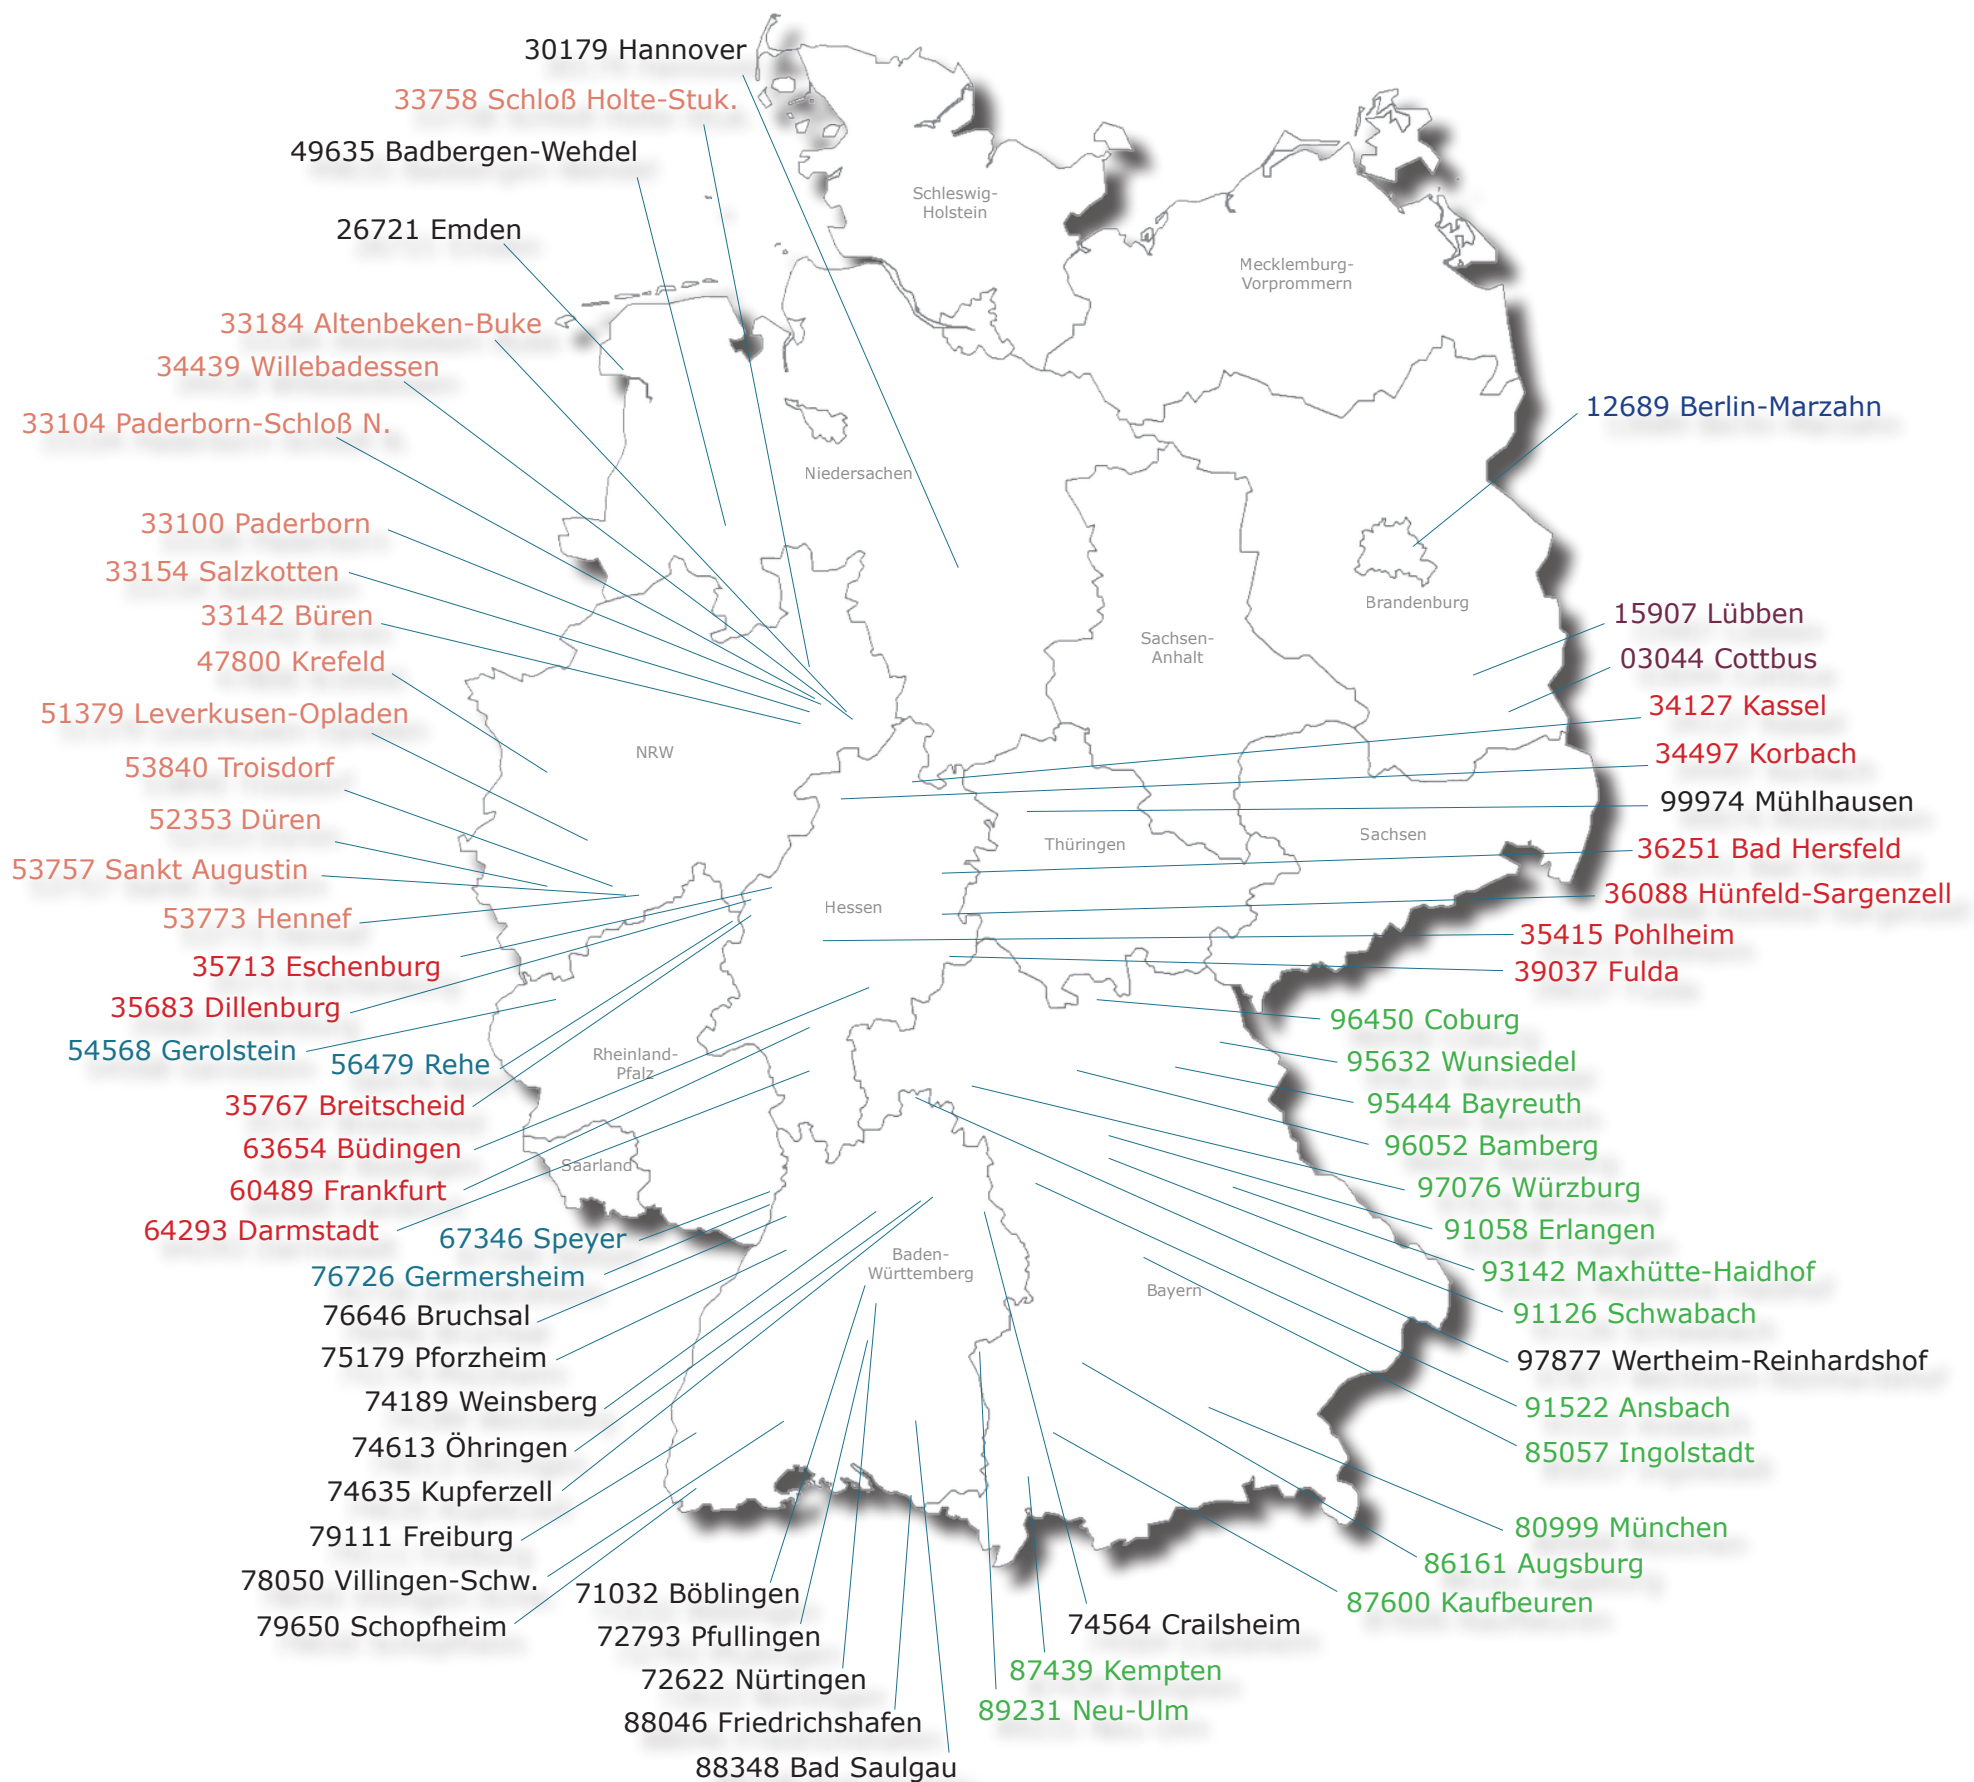 30179 Hannover
33758 Schloß Holte-Stuk.
49635 Badbergen-Wehdel
26721 Emden
33184 Altenbeken-Buke
34439 Willebadessen
33104 Paderborn-Schloß N.
33100 Paderborn
33154 Salzkotten
33142 Büren
47800 Krefeld
51379 Leverkusen-Opladen
53840 Troisdorf
52353 Düren
53757 Sankt Augustin
53773 Hennef
35713 Eschenburg
35683 Dillenburg
54568 Gerolstein
56479 Rehe
35767 Breitscheid
63654 Büdingen
60489 Frankfurt
64293 Darmstadt
67346 Speyer
76726 Germersheim
76646 Bruchsal
75179 Pforzheim
74189 Weinsberg
74613 Öhringen
74635 Kupferzell
79111 Freiburg
78050 Villingen-Schw.
79650 Schopfheim
71032 Böblingen
72793 Pfullingen
72622 Nürtingen
88046 Friedrichshafen
88348 Bad Saulgau
Schleswig-
Holstein
Mecklemburg-
Vorprommern
Niedersachen
Brandenburg
Sachsen-
Anhalt
NRW
Thüringen
Sachsen
Hessen
Rheinland-
Pfalz
Saarland
Baden-
Württemberg
Bayern
12689 Berlin-Marzahn
15907 Lübben
03044 Cottbus
34127 Kassel
34497 Korbach
99974 Mühlhausen
36251 Bad Hersfeld
36088 Hünfeld-Sargenzell
35415 Pohlheim
39037 Fulda
96450 Coburg
95632 Wunsiedel
95444 Bayreuth
96052 Bamberg
97076 Würzburg
91058 Erlangen
93142 Maxhütte-Haidhof
91126 Schwabach
97877 Wertheim-Reinhardshof
91522 Ansbach
85057 Ingolstadt
80999 München
86161 Augsburg
87600 Kaufbeuren
74564 Crailsheim
87439 Kempten
89231 Neu-Ulm